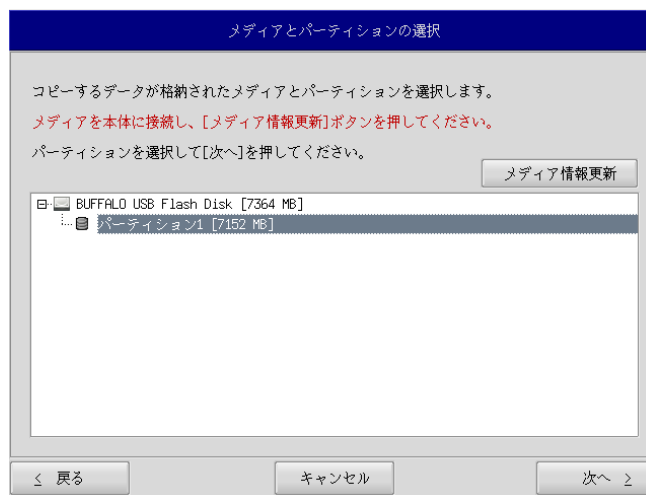 メディアとパーティションの選択
コピーするデータが格納されたメディアとパーティションを選択します。
メディアを本体に接続し、[メディア情報更新]ボタンを押してください。
パーティションを選択して[次へ]を押してください。
メディア情報更新
BUFFALO USB Flash Disk [7364 MB]
パーティション1 [7152 MB]
< 戻る
キャンセル
次へ >